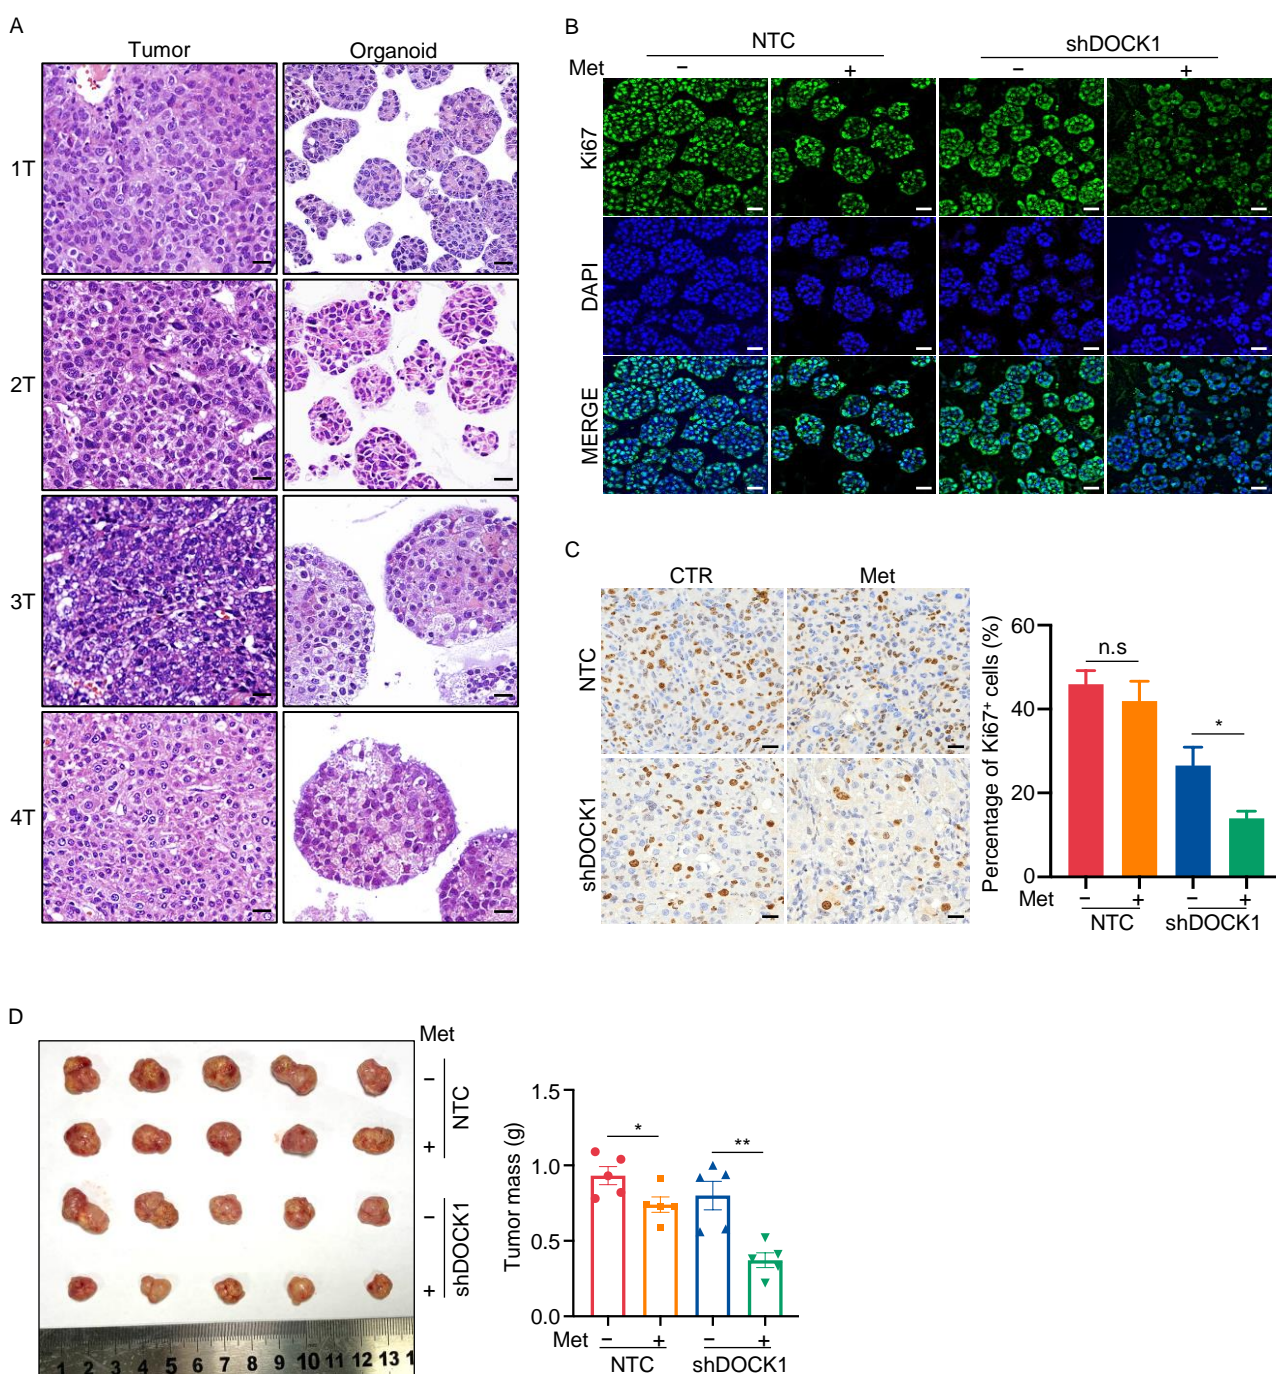 A
Tumor Organoid
1T
2T
3T
4T
B
NTC shDOCK1
Met − + − +
Ki67
DAPI
MERGE
C
CTR Met
NTC
shDOCK1
Percentage of Ki67⁺ cells (%)
60
40
20
0
n.s
*
Met − + − +
NTC shDOCK1
D
Met
− NTC
+
− shDOCK1
+
1 2 3 4 5 6 7 8 9 10 11 12 13 1
Tumor mass (g)
1.5
1.0
0.5
0.0
*
**
Met − + − +
NTC shDOCK1